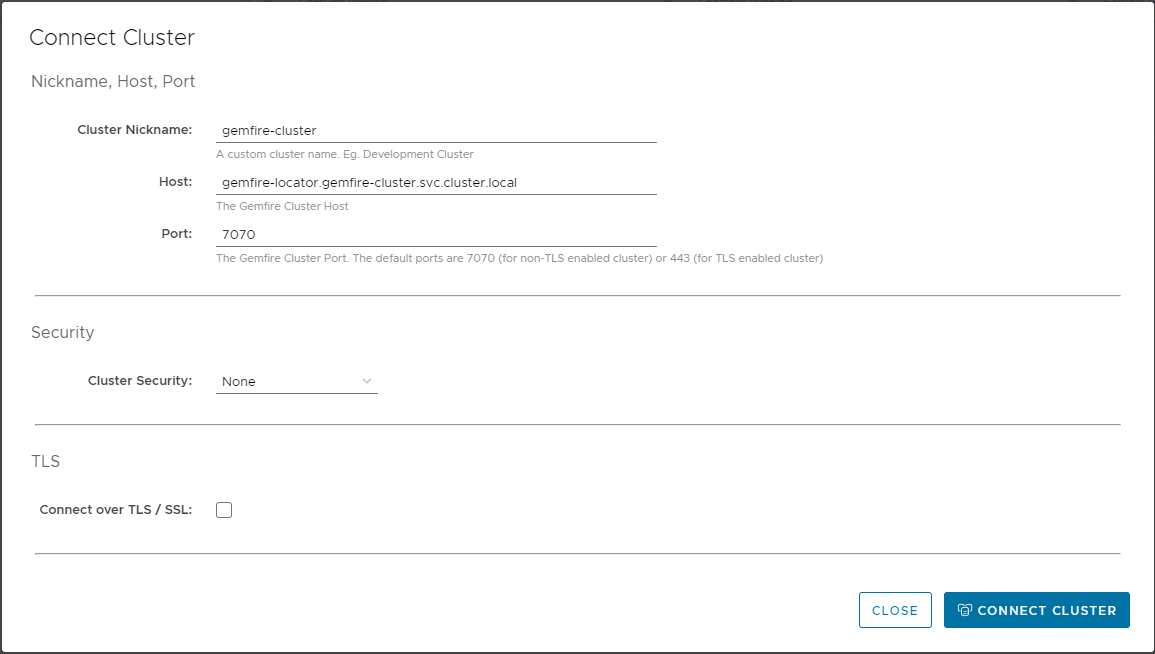 Connect Cluster
Nickname, Host, Port
Cluster Nickname: gemfire-cluster
A custom cluster name. Eg. Development Cluster
Host: gemfire-locator.gemfire-cluster.svc.cluster.local
The Gemfire Cluster Host
Port: 7070
The Gemfire Cluster Port. The default ports are 7070 (for non-TLS enabled cluster) or 443 (for TLS enabled cluster)
Security
Cluster Security: None
TLS
Connect over TLS / SSL:
CLOSE CONNECT CLUSTER